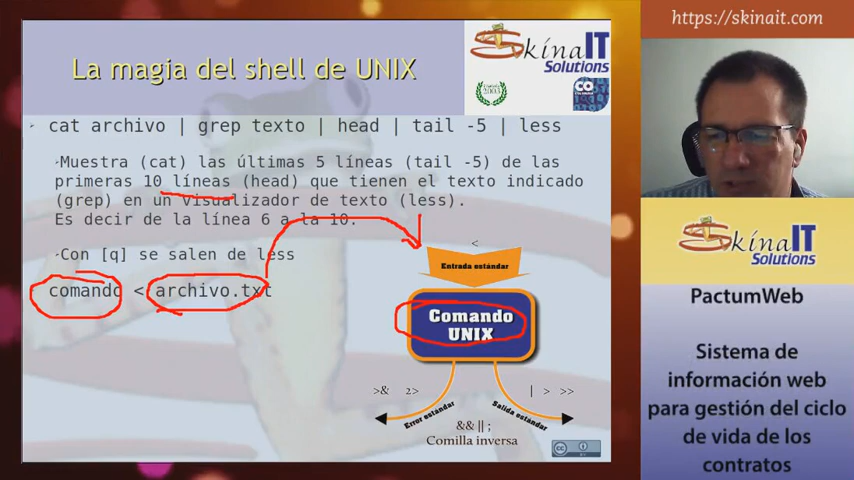 https://skinait.com
La magia del shell de UNIX
SkinaIT
Solutions
cat archivo | grep texto | head | tail -5 | less
Muestra (cat) las últimas 5 líneas (tail -5) de las
primeras 10 líneas (head) que tienen el texto indicado
(grep) en un visualizador de texto (less).
Es decir de la línea 6 a la 10.
Con [q] se salen de less
comando < archivo.txt
<
Entrada estándar
Comando
UNIX
>& 2>
| > >>
Error estándar
Salida estándar
&& || ;
Comilla inversa
SkinaIT
Solutions
PactumWeb
Sistema de
información web
para gestión del ciclo
de vida de los
contratos